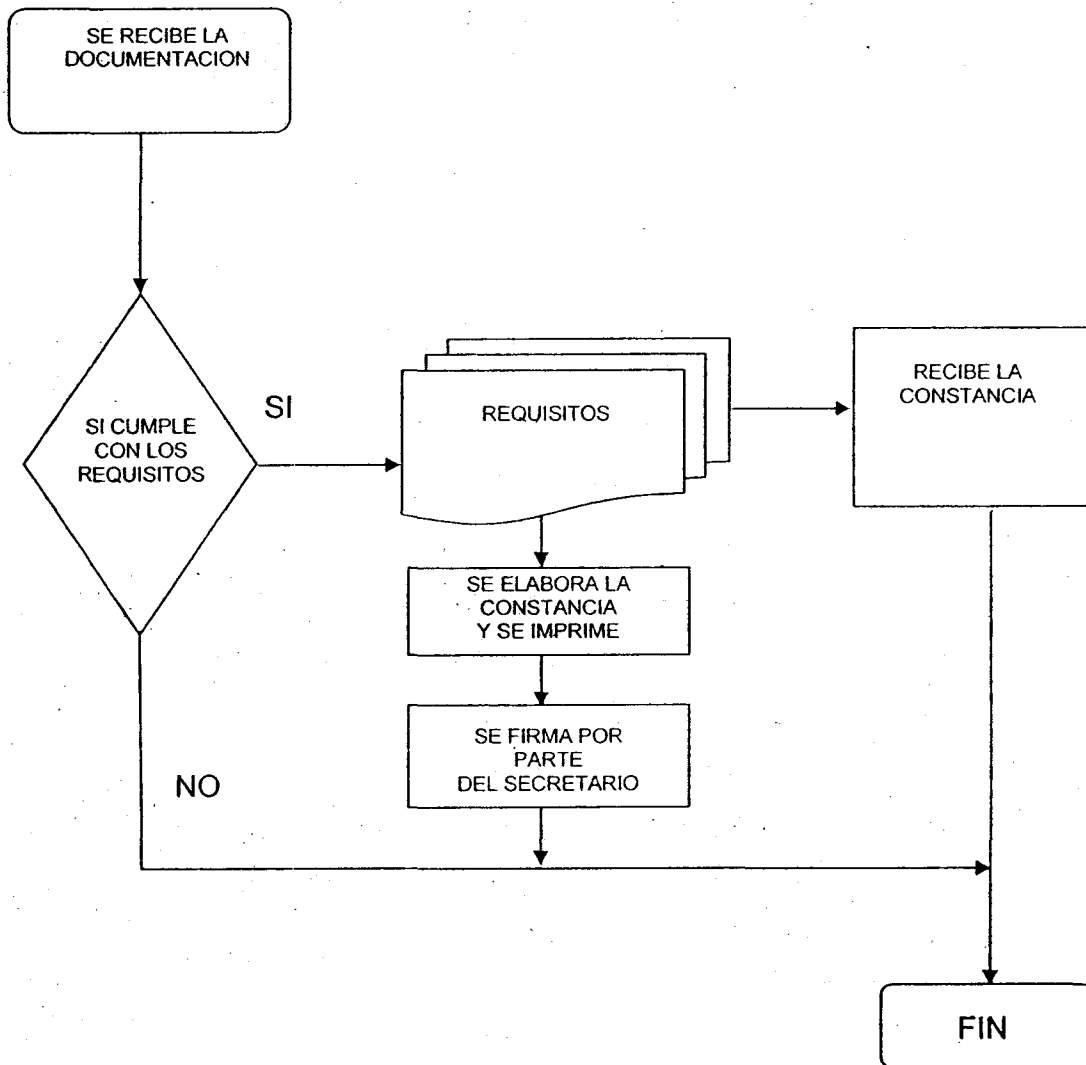 SE RECIBE LA
DOCUMENTACION
SI CUMPLE
CON LOS
REQUISITOS
SI
REQUISITOS
RECIBE LA
CONSTANCIA
SE ELABORA LA
CONSTANCIA
Y SE IMPRIME
SE FIRMA POR
PARTE
DEL SECRETARIO
NO
FIN